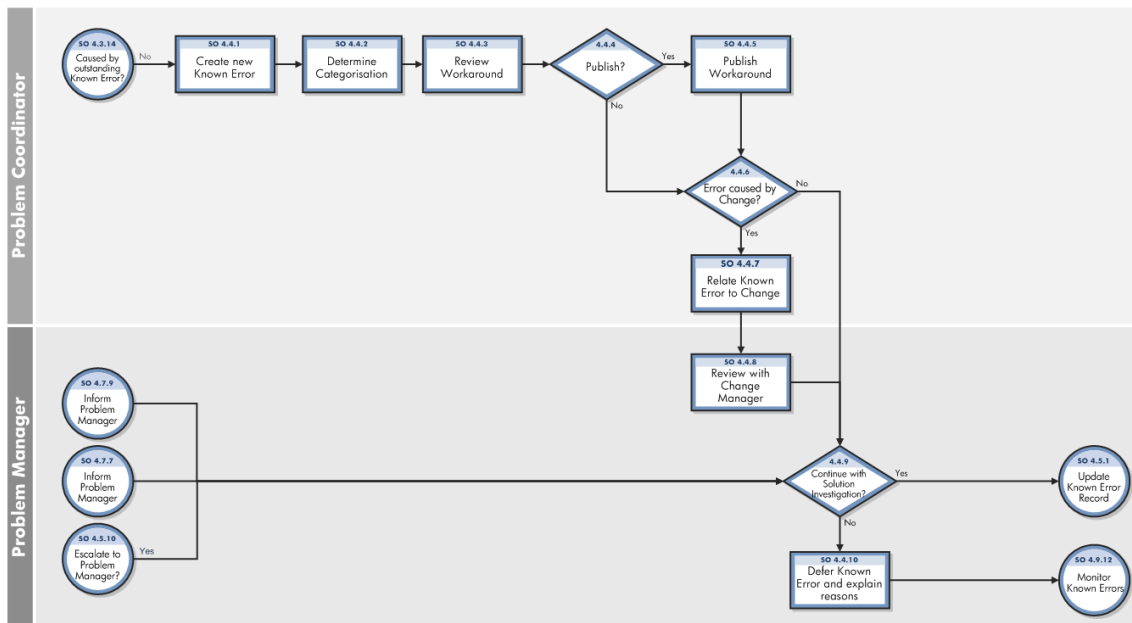 Problem Coordinator
SO 4.3.14
Caused by
outstanding
Known Error?
No
SO 4.4.1
Create new
Known Error
SO 4.4.2
Determine
Categorisation
SO 4.4.3
Review
Workaround
4.4.4
Publish?
Yes
No
SO 4.4.5
Publish
Workaround
4.4.6
Error caused by
Change?
No
Yes
SO 4.4.7
Relate Known
Error to Change
Problem Manager
SO 4.4.8
Review with
Change
Manager
SO 4.7.9
Inform
Problem
Manager
SO 4.7.7
Inform
Problem
Manager
SO 4.5.10
Escalate to
Problem
Manager?
Yes
4.4.9
Continue with
Solution
Investigation?
Yes
No
SO 4.5.1
Update
Known Error
Record
SO 4.4.10
Defer Known
Error and explain
reasons
SO 4.9.12
Monitor
Known Errors